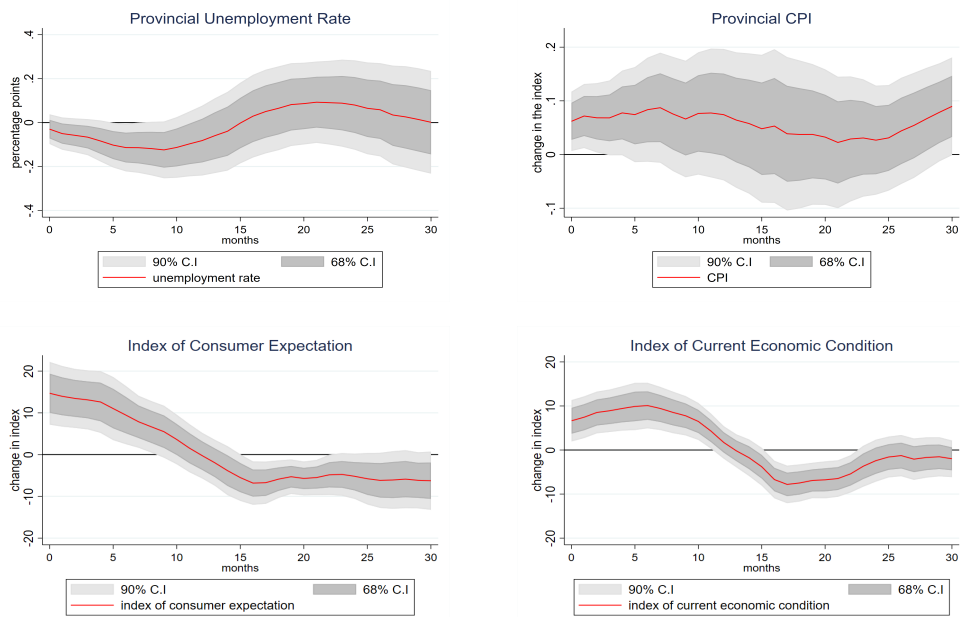 Provincial Unemployment Rate
percentage points
.4
.2
0
-.2
-.4
0 5 10 15 20 25 30
months
90% C.I 68% C.I
unemployment rate
Provincial CPI
change in the index
.2
.1
0
-.1
0 5 10 15 20 25 30
months
90% C.I 68% C.I
CPI
Index of Consumer Expectation
change in index
20
10
0
-10
-20
0 5 10 15 20 25 30
months
90% C.I 68% C.I
index of consumer expectation
Index of Current Economic Condition
change in index
20
10
0
-10
-20
0 5 10 15 20 25 30
months
90% C.I 68% C.I
index of current economic condition